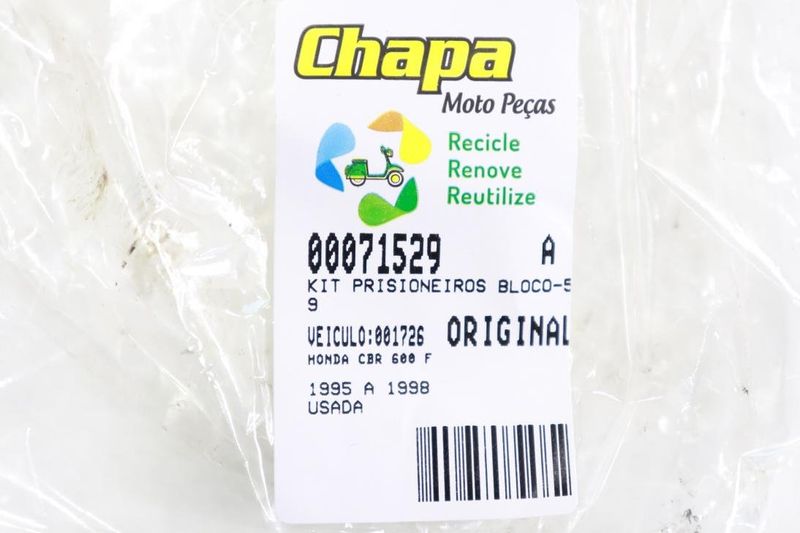 Chapa
Moto Peças
Recicle
Renove
Reutilize
00071529 A
KIT PRISIONEIROS BLOCO-5
9
VEICULO:001726 ORIGINAL
HONDA CBR 600 F
1995 A 1998
USADA